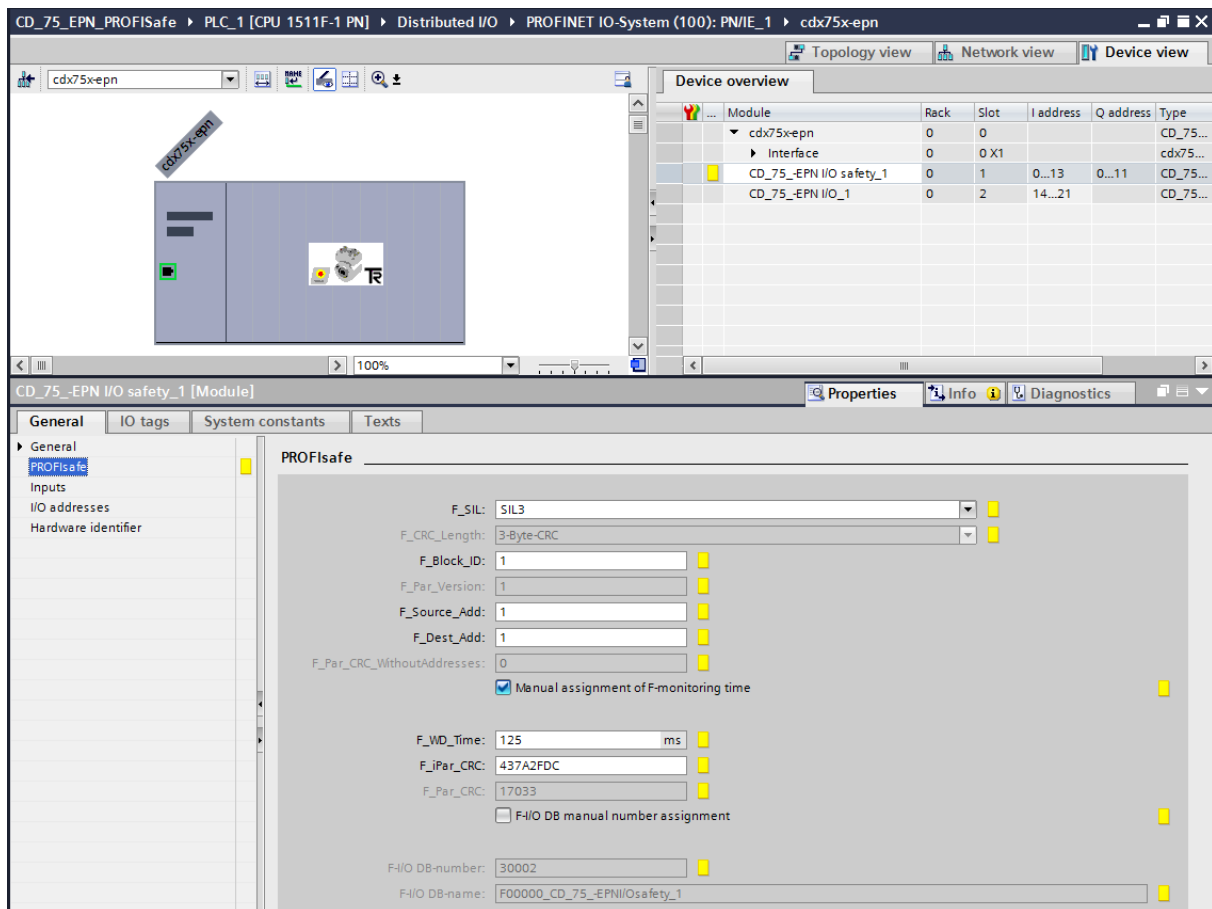 CD_75_EPN_PROFISafe ▸ PLC_1 [CPU 1511F-1 PN] ▸ Distributed I/O ▸ PROFINET IO-System (100): PN/IE_1 ▸ cdx75x-epn
Topology view
Network view
Device view
cdx75x-epn
NAME
Device overview
... Module Rack Slot I address Q address Type
cdx75x-epn 0 0 CD_75...
Interface 0 0 X1 cdx75...
CD_75_-EPN I/O safety_1 0 1 0...13 0...11 CD_75...
CD_75_-EPN I/O_1 0 2 14...21 CD_75...
cdx75x-epn
TR
100%
CD_75_-EPN I/O safety_1 [Module]
Properties
Info
Diagnostics
General
IO tags
System constants
Texts
General
PROFIsafe
Inputs
I/O addresses
Hardware identifier
PROFIsafe
F_SIL: SIL3
F_CRC_Length: 3-Byte-CRC
F_Block_ID: 1
F_Par_Version: 1
F_Source_Add: 1
F_Dest_Add: 1
F_Par_CRC_WithoutAddresses: 0
Manual assignment of F-monitoring time
F_WD_Time: 125 ms
F_iPar_CRC: 437A2FDC
F_Par_CRC: 17033
F-I/O DB manual number assignment
F-I/O DB-number: 30002
F-I/O DB-name: F00000_CD_75_-EPNI/Osafety_1